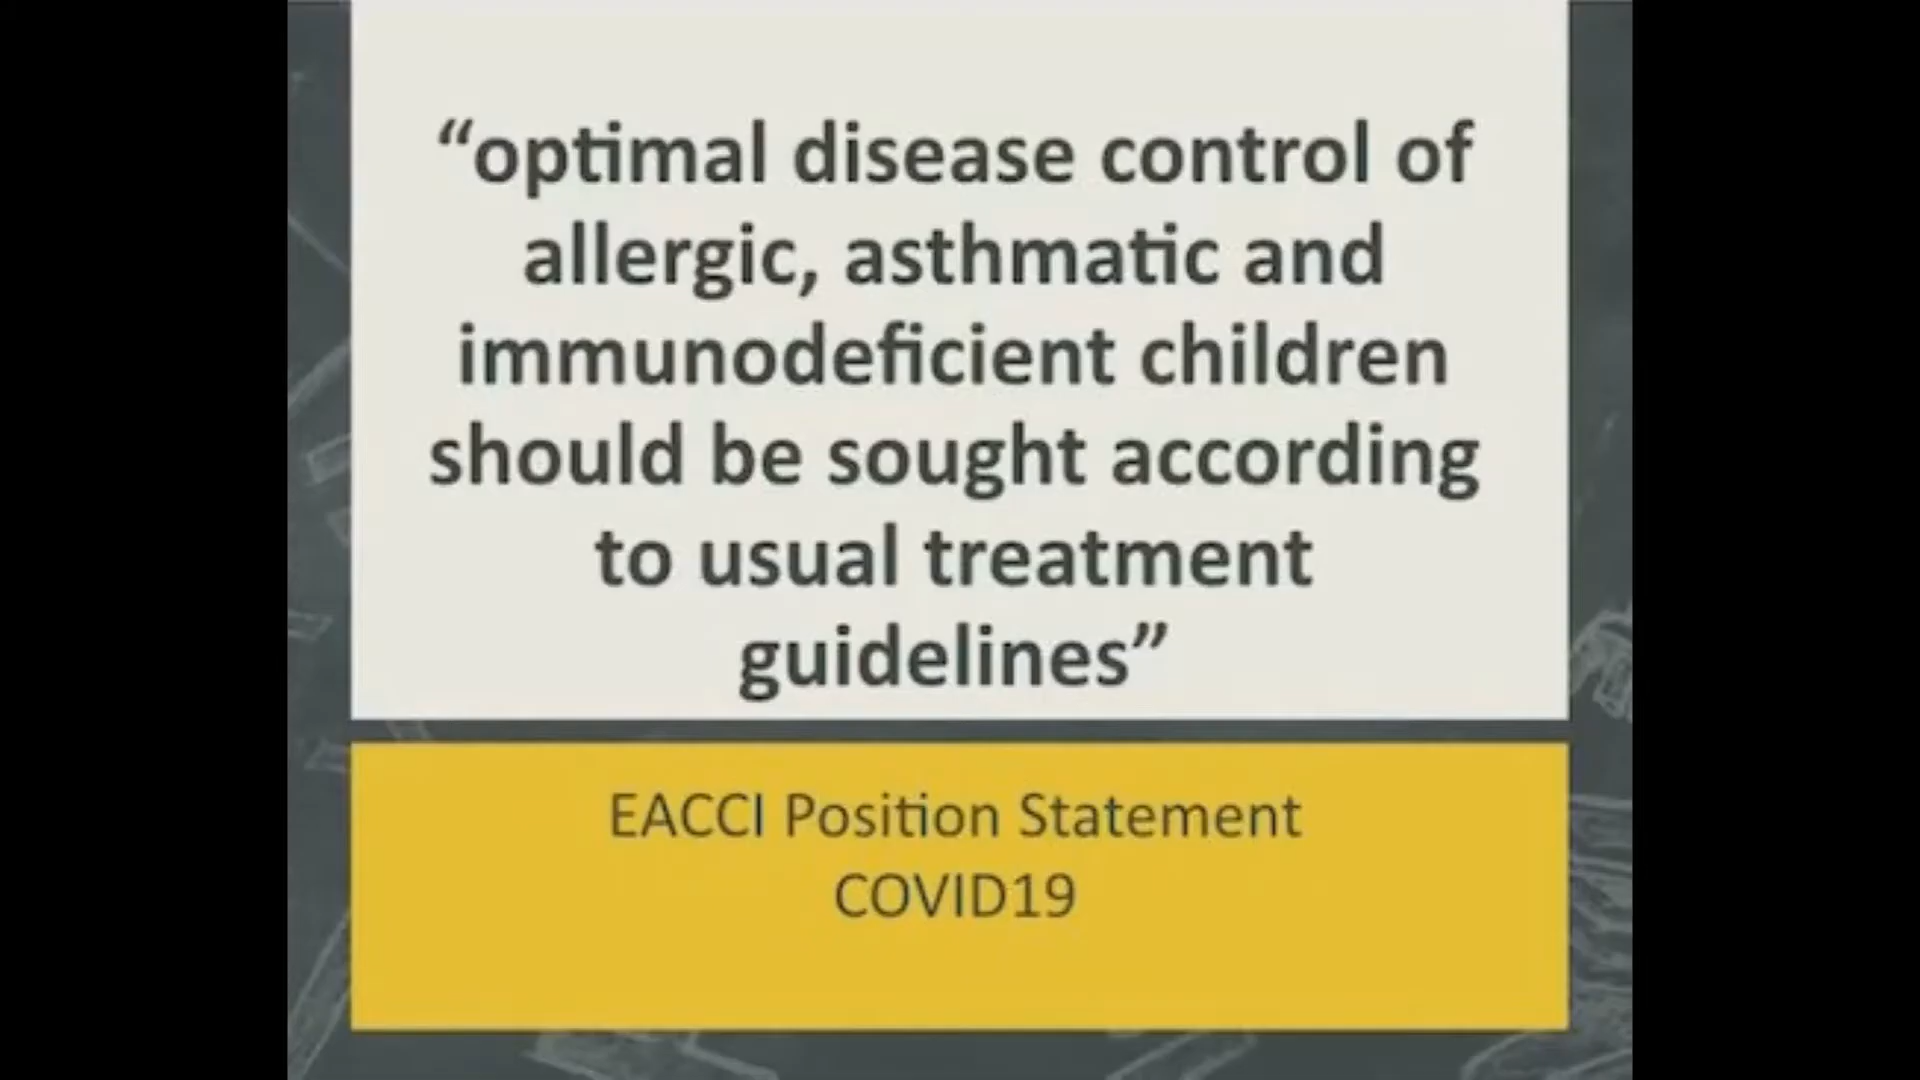 “optimal disease control of
allergic, asthmatic and
immunodeficient children
should be sought according
to usual treatment
guidelines”
EACCI Position Statement
COVID19